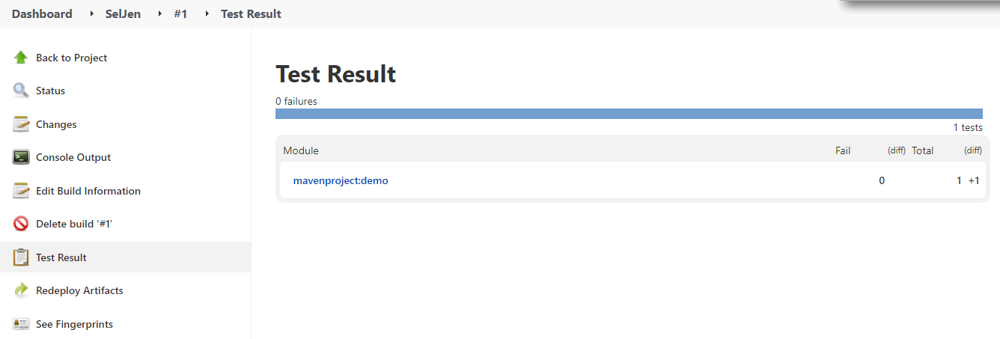 Dashboard SelJen #1 Test Result
Back to Project
Status
Changes
Console Output
Edit Build Information
Delete build ‘#1’
Test Result
Redeploy Artifacts
See Fingerprints
Test Result
0 failures
1 tests
Module Fail (diff) Total (diff)
mavenproject:demo 0 1 +1